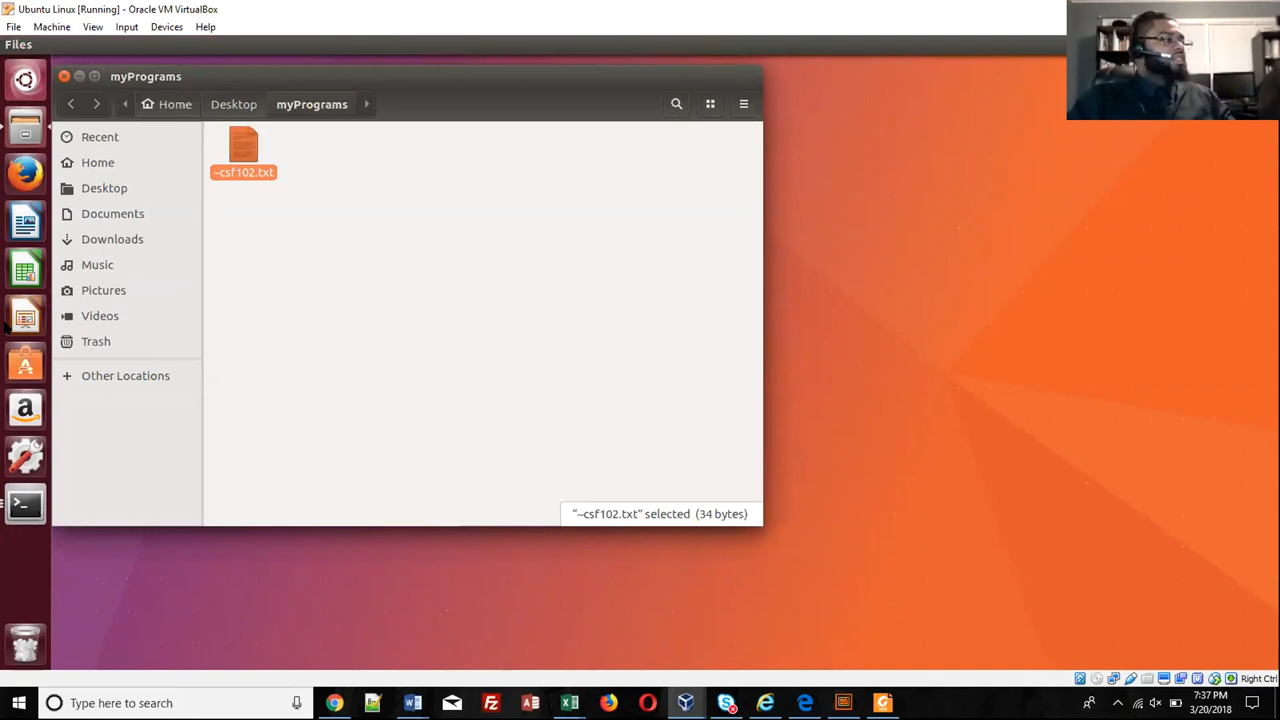 Ubuntu Linux [Running] - Oracle VM VirtualBox
File Machine View Input Devices Help
Files
myPrograms
Home Desktop myPrograms
Recent
Home
Desktop
Documents
Downloads
Music
Pictures
Videos
Trash
+ Other Locations
~csf102.txt
"~csf102.txt" selected (34 bytes)
Right Ctrl
Type here to search
7:37 PM
3/20/2018